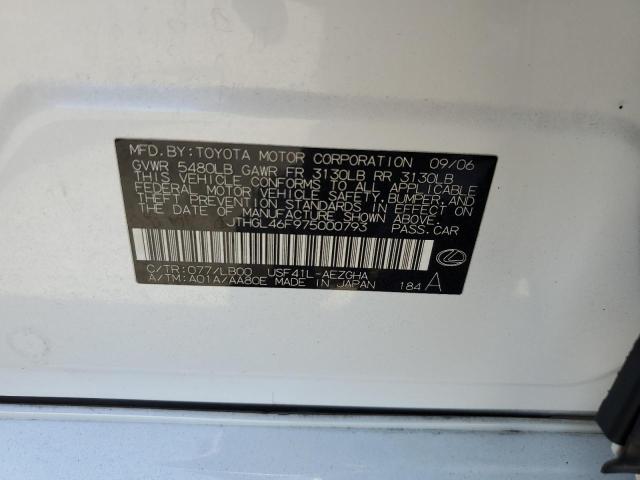 MFD. BY: TOYOTA MOTOR CORPORATION 09/06
GVWR 5480LB GAWR FR 3130LB RR 3130LB
THIS VEHICLE CONFORMS TO ALL APPLICABLE
FEDERAL MOTOR VEHICLE SAFETY, BUMPER, AND
THEFT PREVENTION STANDARDS IN EFFECT ON
THE DATE OF MANUFACTURE SHOWN ABOVE.
JTHGL46F975000793 PASS.CAR
C/TR: 077/LB00 USF41L-AEZGHA
A/TM: A01A/AA80E MADE IN JAPAN 184 A